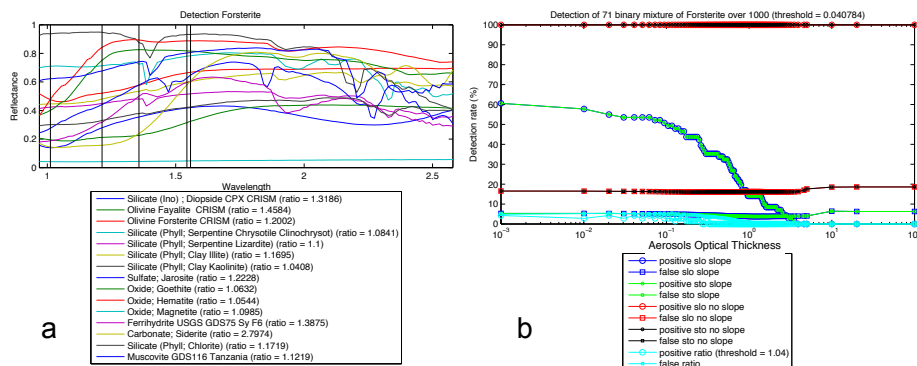 Detection Forsterite
Reflectance
1
0.8
0.6
0.4
0.2
0
1
1.5
2
2.5
Wavelength
Silicate (Ino) ; Diopside CPX CRISM (ratio = 1.3186)
Olivine Fayalite CRISM (ratio = 1.4584)
Olivine Forsterite CRISM (ratio = 1.2002)
Silicate (Phyll; Serpentine Chrysotile Clinochrysot) (ratio = 1.0841)
Silicate (Phyll; Serpentine Lizardite) (ratio = 1.1)
Silicate (Phyll; Clay Illite) (ratio = 1.1695)
Silicate (Phyll; Clay Kaolinite) (ratio = 1.0408)
Sulfate; Jarosite (ratio = 1.2228)
Oxide; Goethite (ratio = 1.0632)
Oxide; Hematite (ratio = 1.0544)
Oxide; Magnetite (ratio = 1.0985)
Ferrihydrite USGS GDS75 Sy F6 (ratio = 1.3875)
Carbonate; Siderite (ratio = 2.7974)
Silicate (Phyll; Chlorite) (ratio = 1.1719)
Muscovite GDS116 Tanzania (ratio = 1.1219)
a
Detection of 71 binary mixture of Forsterite over 1000 (threshold = 0.040784)
Detection rate (%)
100
90
80
70
60
50
40
30
20
10
0
10⁻³
10⁻²
10⁻¹
10⁰
10¹
Aerosols Optical Thickness
positive slo slope
false slo slope
positive sto slope
false sto slope
positive slo no slope
false slo no slope
positive sto no slope
false sto no slope
positive ratio (threshold = 1.04)
false ratio
b